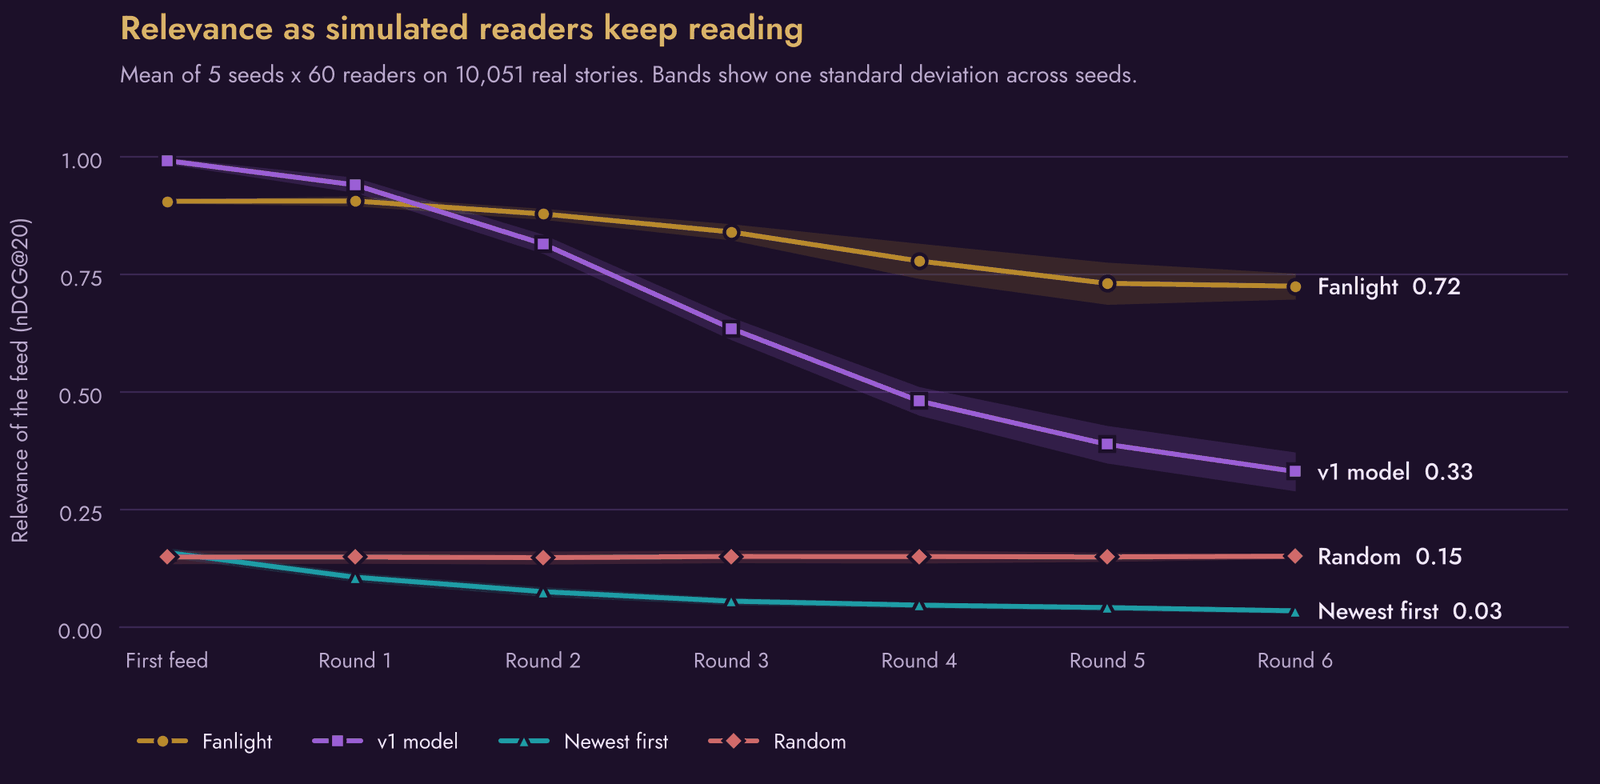 Relevance as simulated readers keep reading
Mean of 5 seeds x 60 readers on 10,051 real stories. Bands show one standard deviation across seeds.
Relevance of the feed (nDCG@20)
1.00
0.75
0.50
0.25
0.00
Fanlight 0.72
v1 model 0.33
Random 0.15
Newest first 0.03
First feed Round 1 Round 2 Round 3 Round 4 Round 5 Round 6
Fanlight v1 model Newest first Random